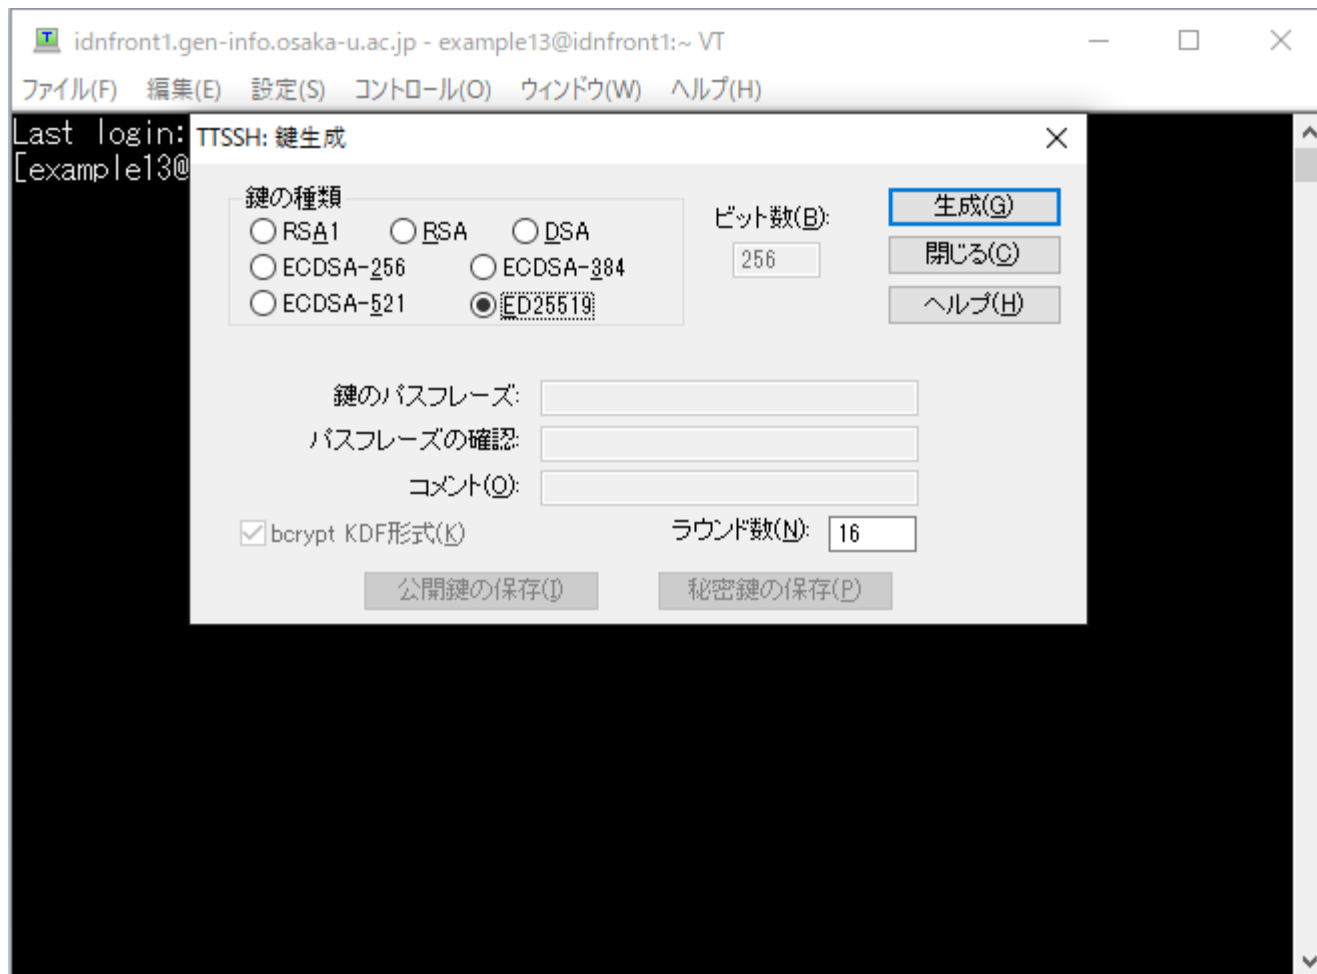 idnfront1.gen-info.osaka-u.ac.jp - example13@idnfront1:~ VT
ファイル(F) 編集(E) 設定(S) コントロール(O) ウィンドウ(W) ヘルプ(H)
Last login:
[example13@
TTSSH: 鍵生成
鍵の種類
RSA1 RSA DSA
ECDSA-256 ECDSA-384
ECDSA-521 ED25519
ビット数(B):
256
生成(G)
閉じる(C)
ヘルプ(H)
鍵のパスフレーズ:
パスフレーズの確認:
コメント(O):
bcrypt KDF形式(K) ラウンド数(N): 16
公開鍵の保存(I) 秘密鍵の保存(P)